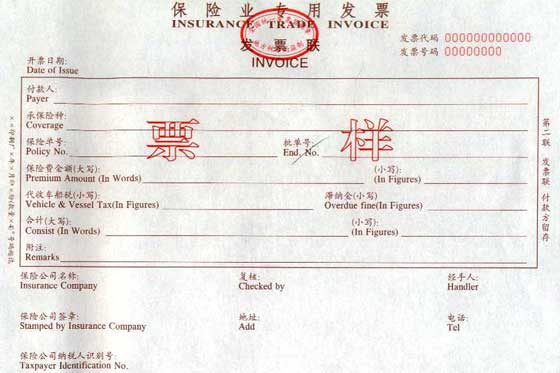 保险业专用发票
INSURANCE TRADE INVOICE
发票联
INVOICE
发票代码 000000000000
发票号码 00000000
开票日期:
Date of Issue
付款人:
Payer
承保险种:
Coverage
票样
保险单号: 批单号:
Policy No. End. No.
保险费金额(大写): (小写):
Premium Amount (In Words) (In Figures)
代收车船税(小写): 滞纳金(小写)
Vehicle & Vessel Tax(In Figures) Overdue fine(In Figures)
合计(大写): (小写):
Consist (In Words) (In Figures)
附注:
Remarks
第二联 发票联 付款方留存
保险公司名称: 复核: 经手人:
Insurance Company Checked by Handler
保险公司签章: 地址: 电话:
Stamped by Insurance Company Add Tel
保险公司纳税人识别号:
Taxpayer Identification No.